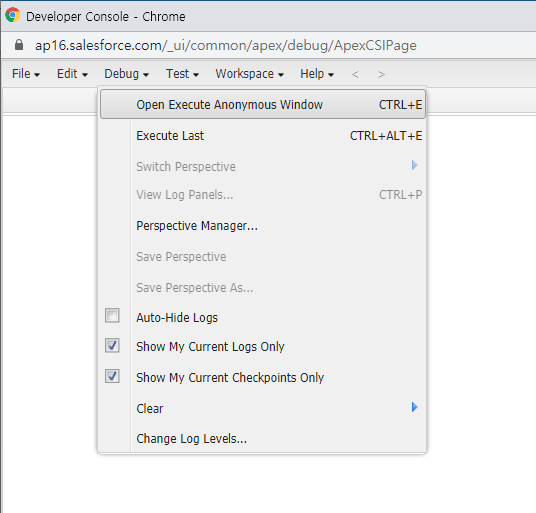 Developer Console - Chrome
ap16.salesforce.com/_ui/common/apex/debug/ApexCSIPage
File Edit Debug Test Workspace Help < >
Open Execute Anonymous Window CTRL+E
Execute Last CTRL+ALT+E
Switch Perspective
View Log Panels... CTRL+P
Perspective Manager...
Save Perspective
Save Perspective As...
Auto-Hide Logs
Show My Current Logs Only
Show My Current Checkpoints Only
Clear
Change Log Levels...